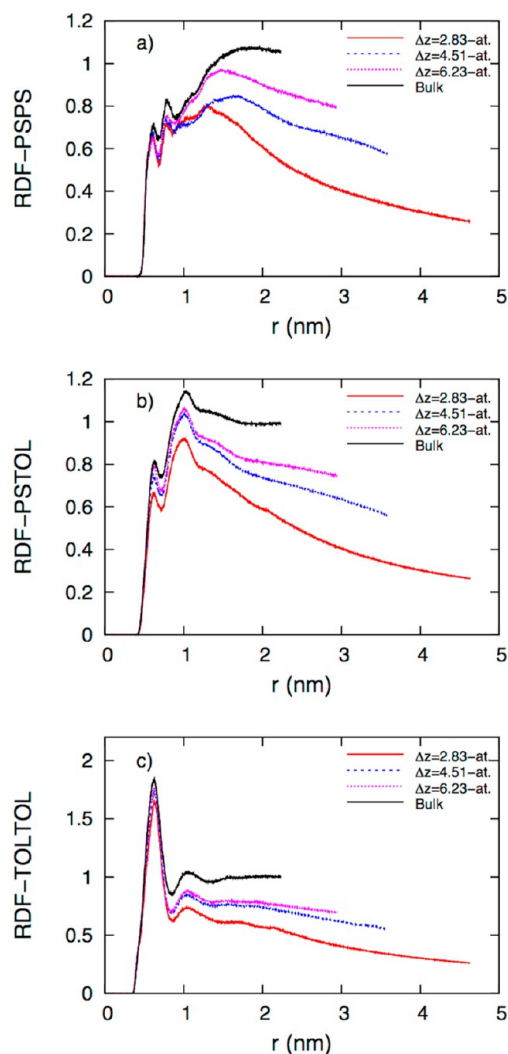 1.2
a)
Δz=2.83-at.
Δz=4.51-at.
Δz=6.23-at.
Bulk
1
0.8
0.6
0.4
0.2
0
RDF-PSPS
0 1 2 3 4 5
r (nm)
1.2
b)
Δz=2.83-at.
Δz=4.51-at.
Δz=6.23-at.
Bulk
1
0.8
0.6
0.4
0.2
0
RDF-PSTOL
0 1 2 3 4 5
r (nm)
2
c)
Δz=2.83-at.
Δz=4.51-at.
Δz=6.23-at.
Bulk
1.5
1
0.5
0
RDF-TOLTOL
0 1 2 3 4 5
r (nm)